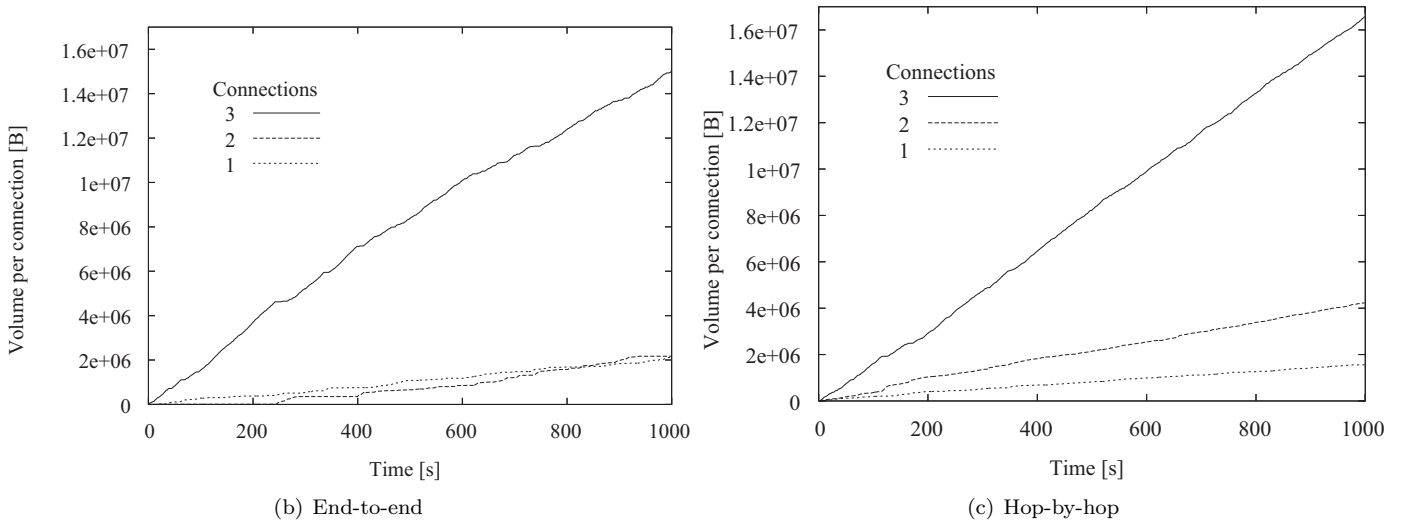 1.6e+07
1.4e+07
1.2e+07
1e+07
8e+06
6e+06
4e+06
2e+06
0
Volume per connection [B]
Connections
3
2
1
0 200 400 600 800 1000
Time [s]
(b) End-to-end
1.6e+07
1.4e+07
1.2e+07
1e+07
8e+06
6e+06
4e+06
2e+06
0
Volume per connection [B]
Connections
3
2
1
0 200 400 600 800 1000
Time [s]
(c) Hop-by-hop